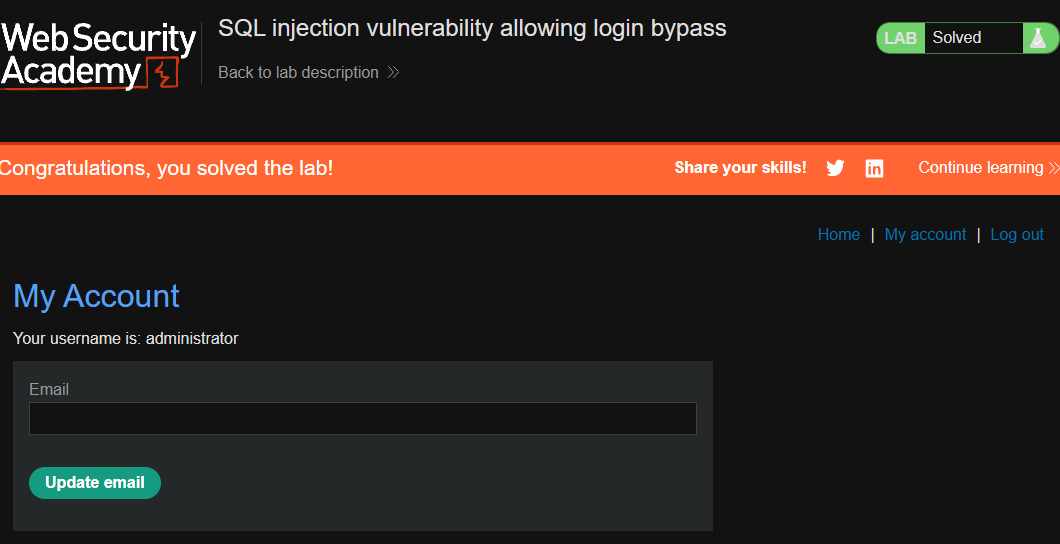 Web Security
Academy
SQL injection vulnerability allowing login bypass
Back to lab description
LAB Solved
Congratulations, you solved the lab!
Share your skills!
Continue learning
Home | My account | Log out
My Account
Your username is: administrator
Email
Update email